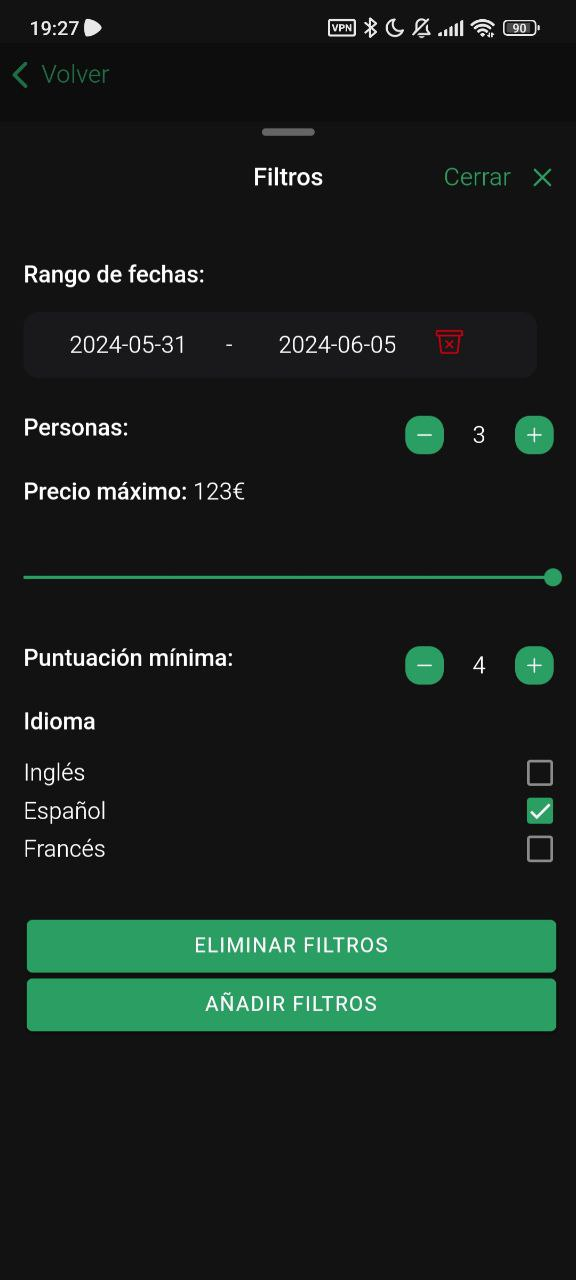 19:27 VPN 90
Volver
Filtros Cerrar
Rango de fechas:
2024-05-31 - 2024-06-05
Personas: 3
Precio máximo: 123€
Puntuación mínima: 4
Idioma
Inglés
Español
Francés
ELIMINAR FILTROS
AÑADIR FILTROS